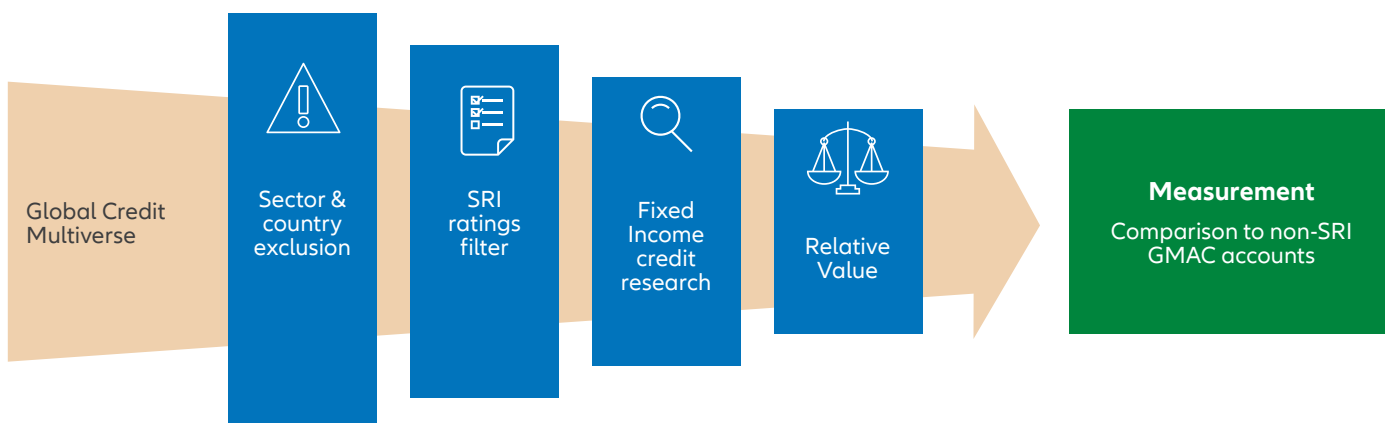 Global Credit
Multiverse
Sector &
country
exclusion
SRI
ratings
filter
Fixed
Income
credit
research
Relative
Value
Measurement
Comparison to non-SRI
GMAC accounts